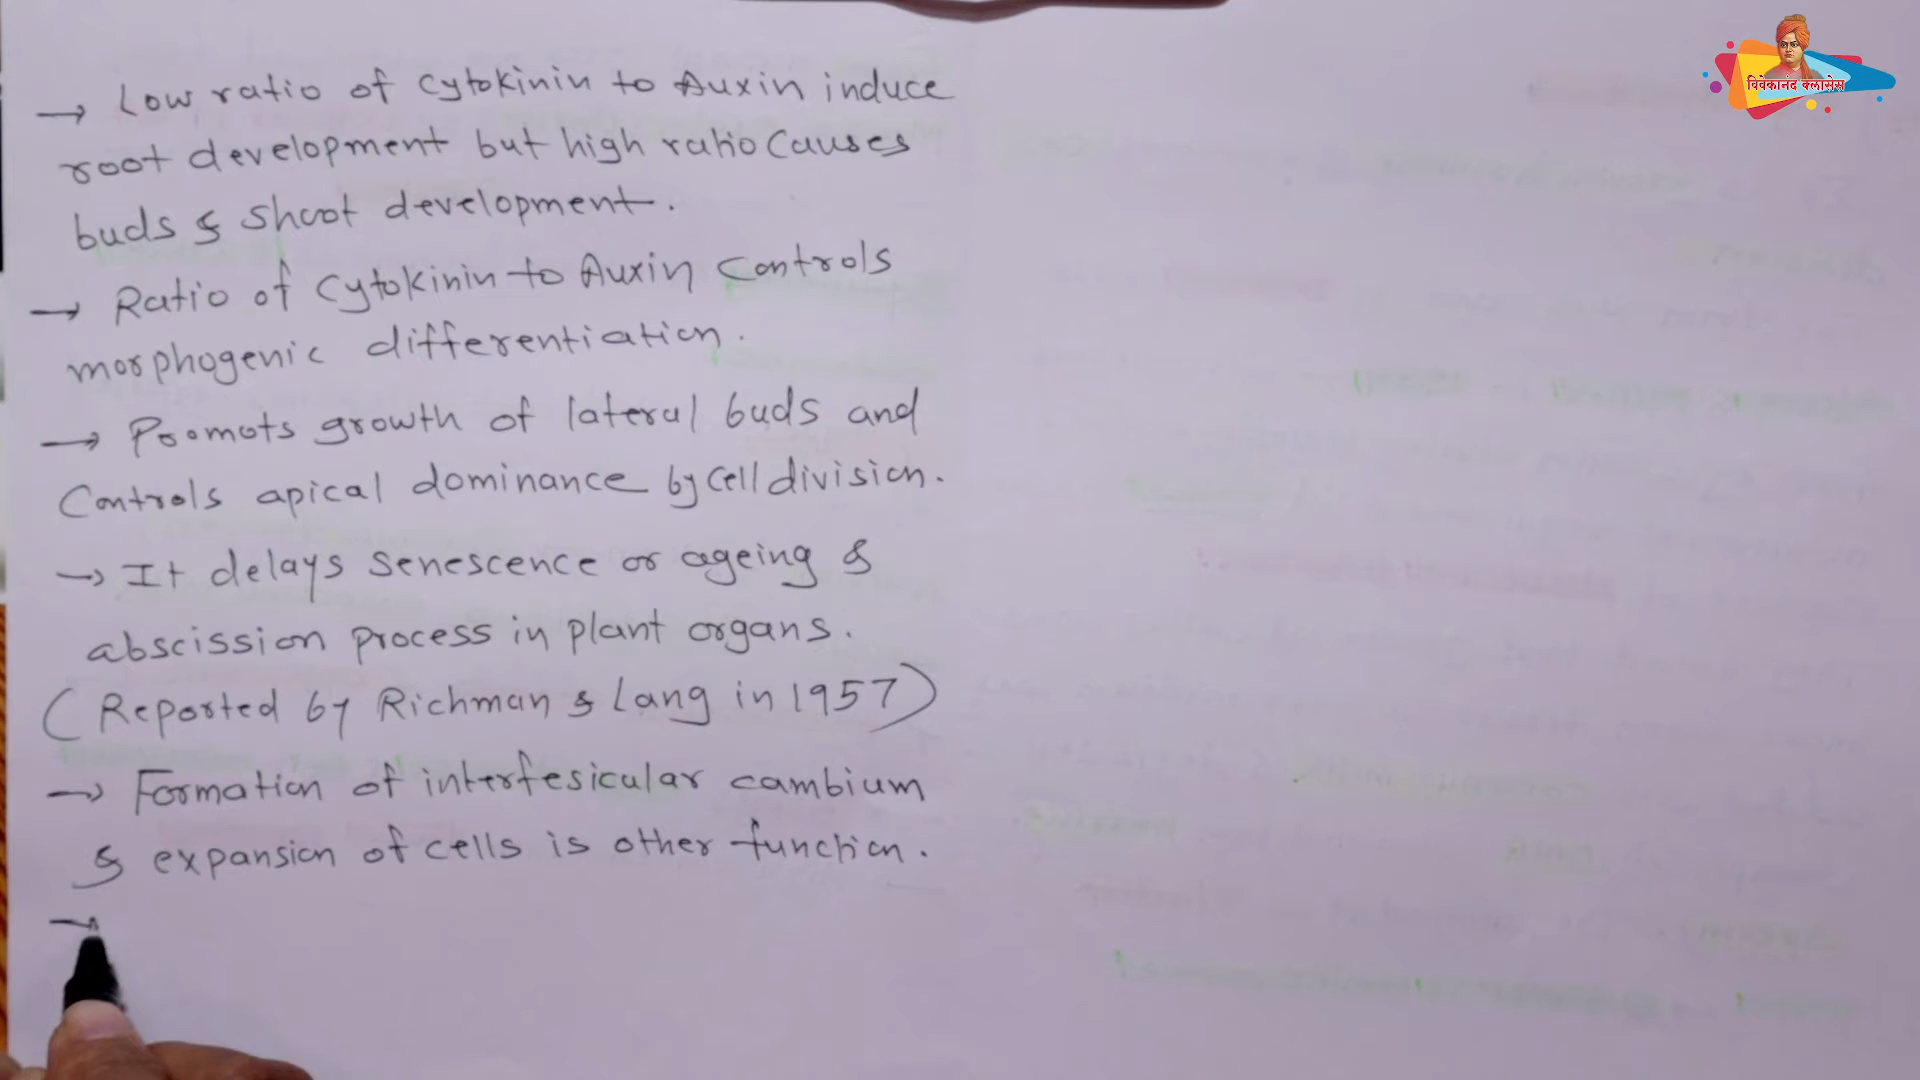 → Low ratio of Cytokinin to Auxin induce
root development but high ratio Causes
buds & shoot development.
→ Ratio of Cytokinin to Auxin Controls
morphogenic differentiation.
→ Promots growth of lateral buds and
Controls apical dominance by Cell division.
→ It delays Senescence or ageing &
abscission process in plant organs.
(Reported by Richman & Lang in 1957)
→ Formation of interfesicular cambium
& expansion of cells is other function.
→
विवेकानंद क्लासेस